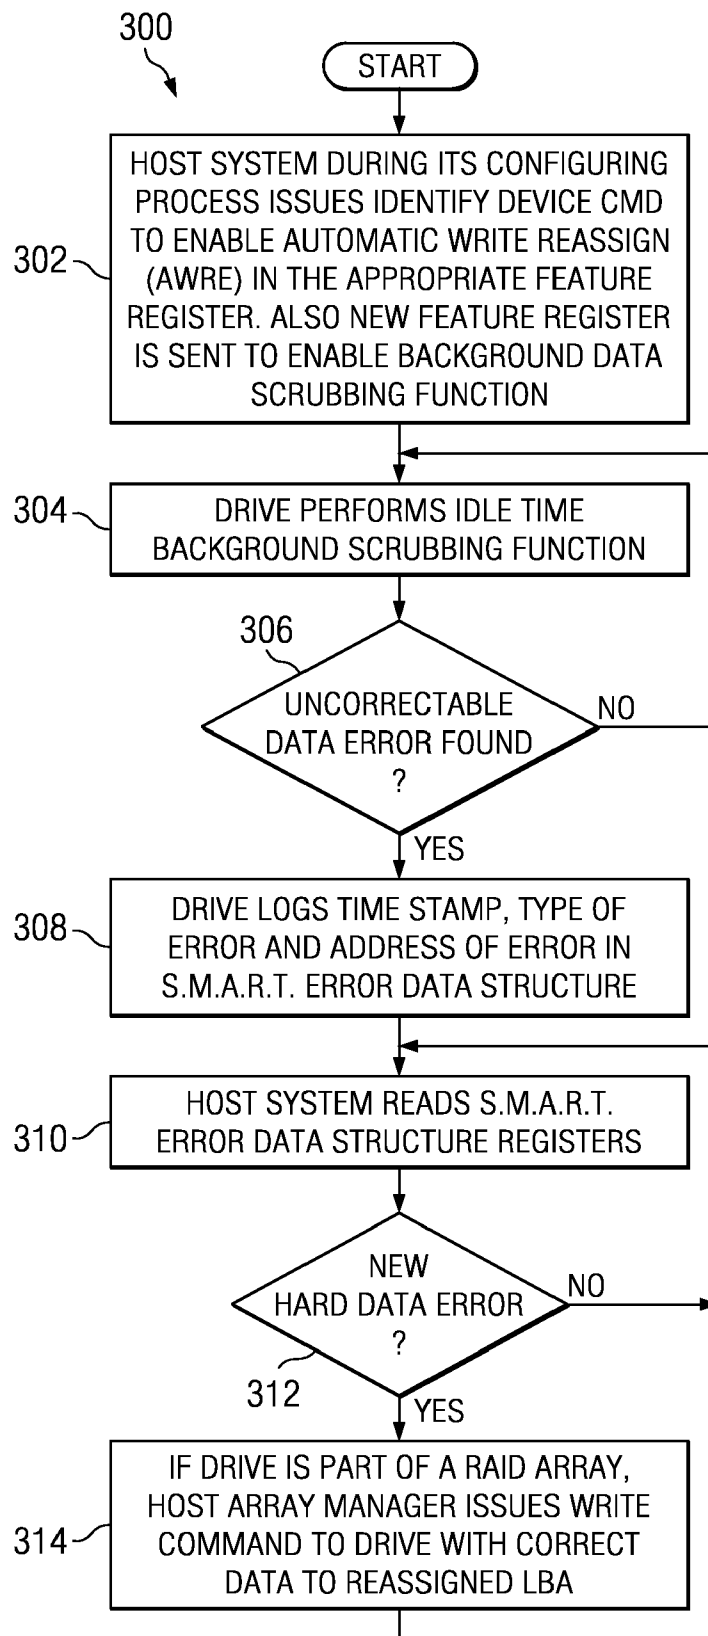 300
START
HOST SYSTEM DURING ITS CONFIGURING
PROCESS ISSUES IDENTIFY DEVICE CMD
TO ENABLE AUTOMATIC WRITE REASSIGN
(AWRE) IN THE APPROPRIATE FEATURE
REGISTER. ALSO NEW FEATURE REGISTER
IS SENT TO ENABLE BACKGROUND DATA
SCRUBBING FUNCTION
302
304
DRIVE PERFORMS IDLE TIME
BACKGROUND SCRUBBING FUNCTION
306
UNCORRECTABLE
DATA ERROR FOUND
?
NO
YES
308
DRIVE LOGS TIME STAMP, TYPE OF
ERROR AND ADDRESS OF ERROR IN
S.M.A.R.T. ERROR DATA STRUCTURE
310
HOST SYSTEM READS S.M.A.R.T.
ERROR DATA STRUCTURE REGISTERS
NEW
HARD DATA ERROR
?
NO
312
YES
314
IF DRIVE IS PART OF A RAID ARRAY,
HOST ARRAY MANAGER ISSUES WRITE
COMMAND TO DRIVE WITH CORRECT
DATA TO REASSIGNED LBA